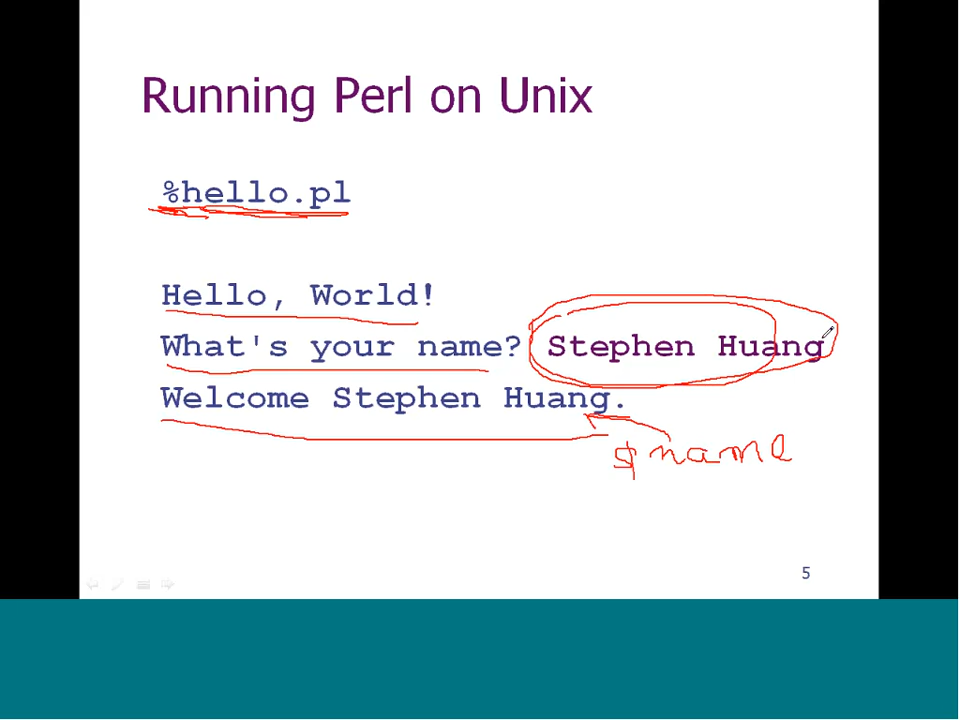 Running Perl on Unix
%hello.pl
Hello, World!
What's your name? Stephen Huang
Welcome Stephen Huang.
$name
5